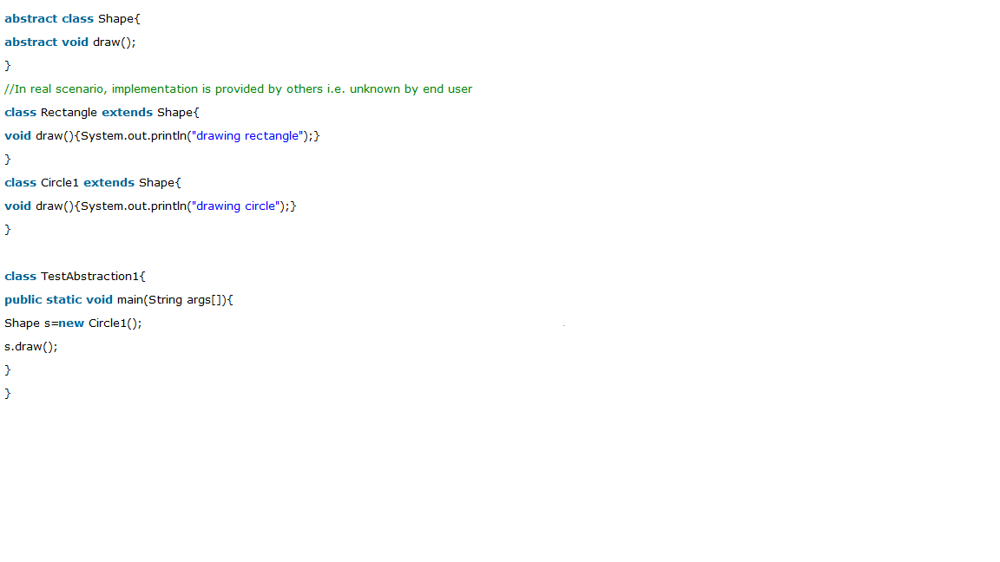 abstract class Shape{
abstract void draw();
}
//In real scenario, implementation is provided by others i.e. unknown by end user
class Rectangle extends Shape{
void draw(){System.out.println("drawing rectangle");}
}
class Circle1 extends Shape{
void draw(){System.out.println("drawing circle");}
}
class TestAbstraction1{
public static void main(String args[]){
Shape s=new Circle1();
s.draw();
}
}